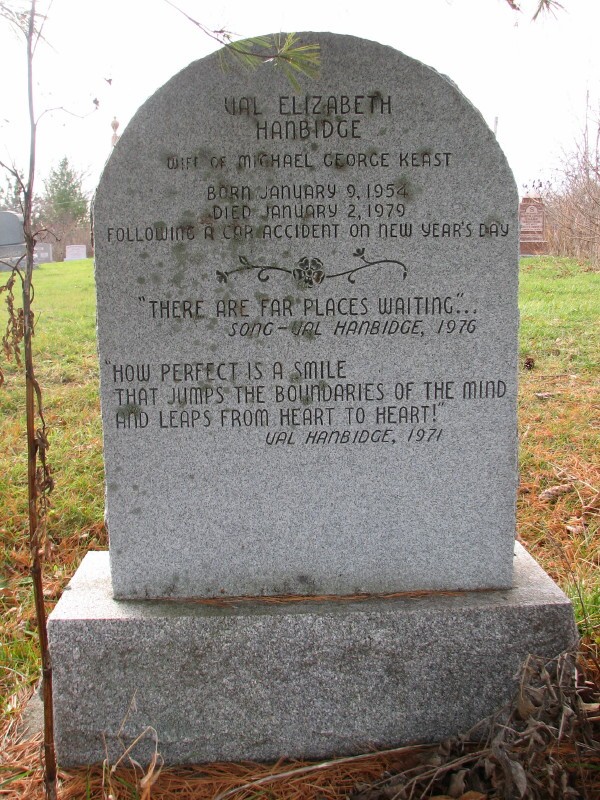 VAL ELIZABETH
HANBIDGE
WIFE OF MICHAEL GEORGE KEAST
BORN JANUARY 9, 1954
DIED JANUARY 2, 1979
FOLLOWING A CAR ACCIDENT ON NEW YEAR'S DAY
"THERE ARE FAR PLACES WAITING"...
SONG - VAL HANBIDGE, 1976
"HOW PERFECT IS A SMILE
THAT JUMPS THE BOUNDARIES OF THE MIND
AND LEAPS FROM HEART TO HEART!"
VAL HANBIDGE, 1971